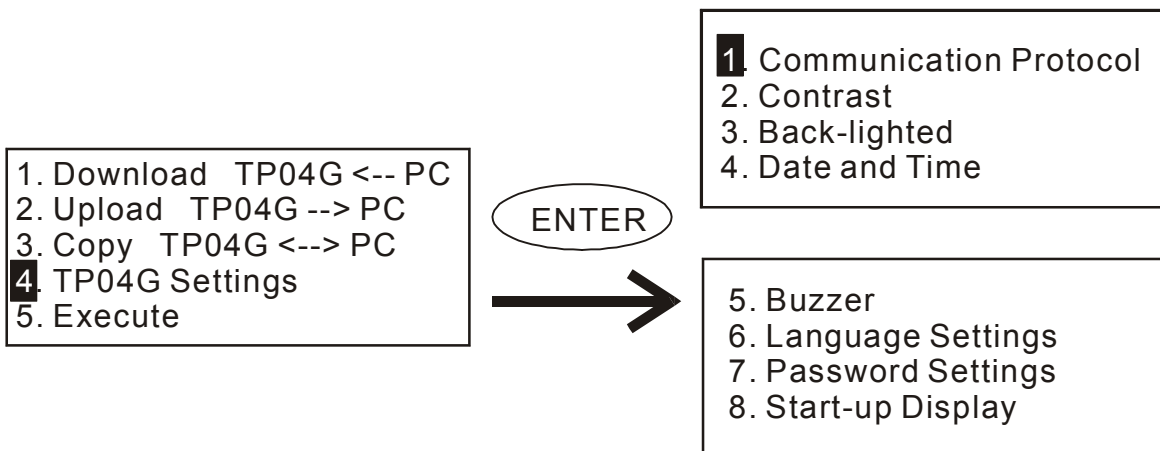 1. Download TP04G <-- PC
2. Upload TP04G --> PC
3. Copy TP04G <--> PC
4. TP04G Settings
5. Execute
ENTER
1. Communication Protocol
2. Contrast
3. Back-lighted
4. Date and Time
5. Buzzer
6. Language Settings
7. Password Settings
8. Start-up Display